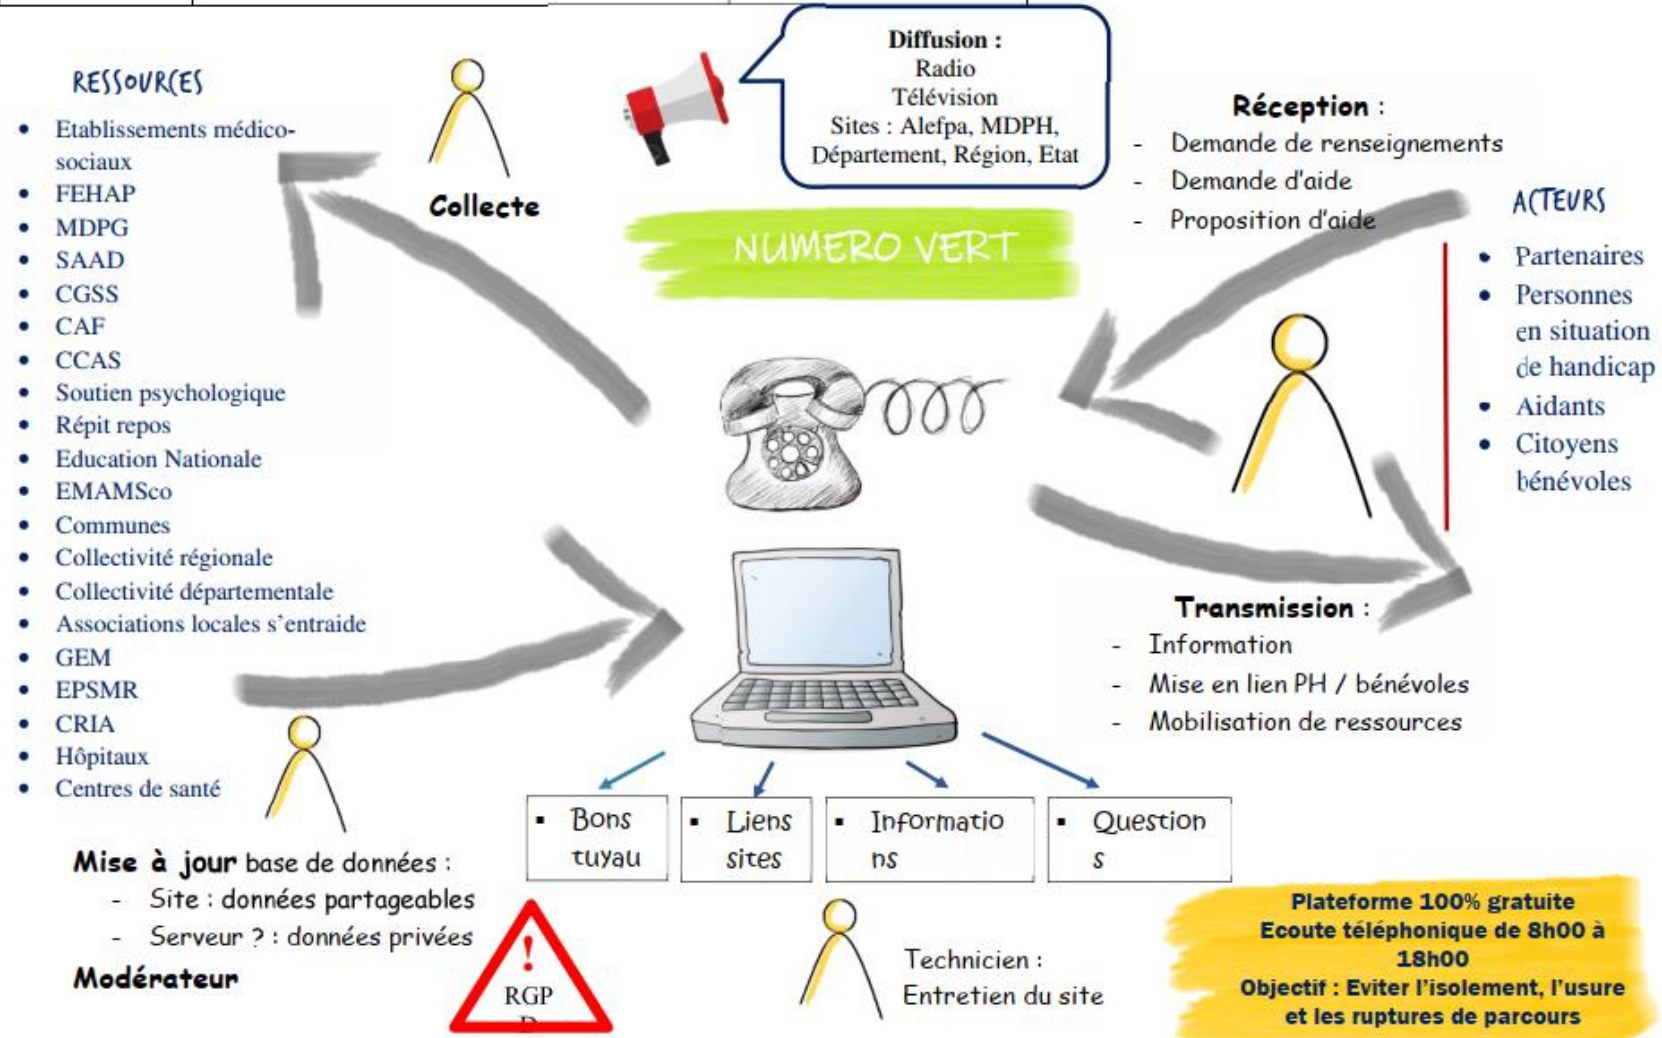 RESSOURCES
• Etablissements médico-
sociaux
• FEHAP
• MDPG
• SAAD
• CGSS
• CAF
• CCAS
• Soutien psychologique
• Répit repos
• Education Nationale
• EMAMSco
• Communes
• Collectivité régionale
• Collectivité départementale
• Associations locales s’entraide
• GEM
• EPSMR
• CRIA
• Hôpitaux
• Centres de santé
Collecte
Diffusion :
Radio
Télévision
Sites : Alefpa, MDPH,
Département, Région, Etat
NUMERO VERT
Réception :
- Demande de renseignements
- Demande d’aide
- Proposition d’aide
ACTEURS
• Partenaires
• Personnes
en situation
de handicap
• Aidants
• Citoyens
bénévoles
Transmission :
- Information
- Mise en lien PH / bénévoles
- Mobilisation de ressources
▪ Bons
tuyau
▪ Liens
sites
▪ Informatio
ns
▪ Question
s
Mise à jour base de données :
- Site : données partageables
- Serveur ? : données privées
Modérateur
!
RGP
D
Technicien :
Entretien du site
Plateforme 100% gratuite
Ecoute téléphonique de 8h00 à
18h00
Objectif : Eviter l’isolement, l’usure
et les ruptures de parcours